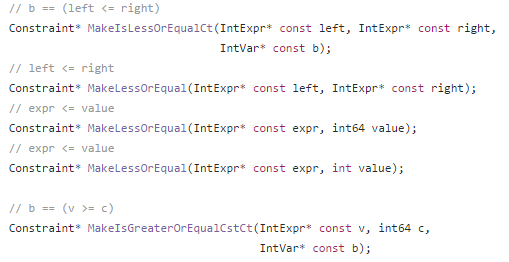 // b == (left <= right)
Constraint* MakeIsLessOrEqualCt(IntExpr* const left, IntExpr* const right,
IntVar* const b);
// left <= right
Constraint* MakeLessOrEqual(IntExpr* const left, IntExpr* const right);
// expr <= value
Constraint* MakeLessOrEqual(IntExpr* const expr, int64 value);
// expr <= value
Constraint* MakeLessOrEqual(IntExpr* const expr, int value);
// b == (v >= c)
Constraint* MakeIsGreaterOrEqualCstCt(IntExpr* const v, int64 c,
IntVar* const b);